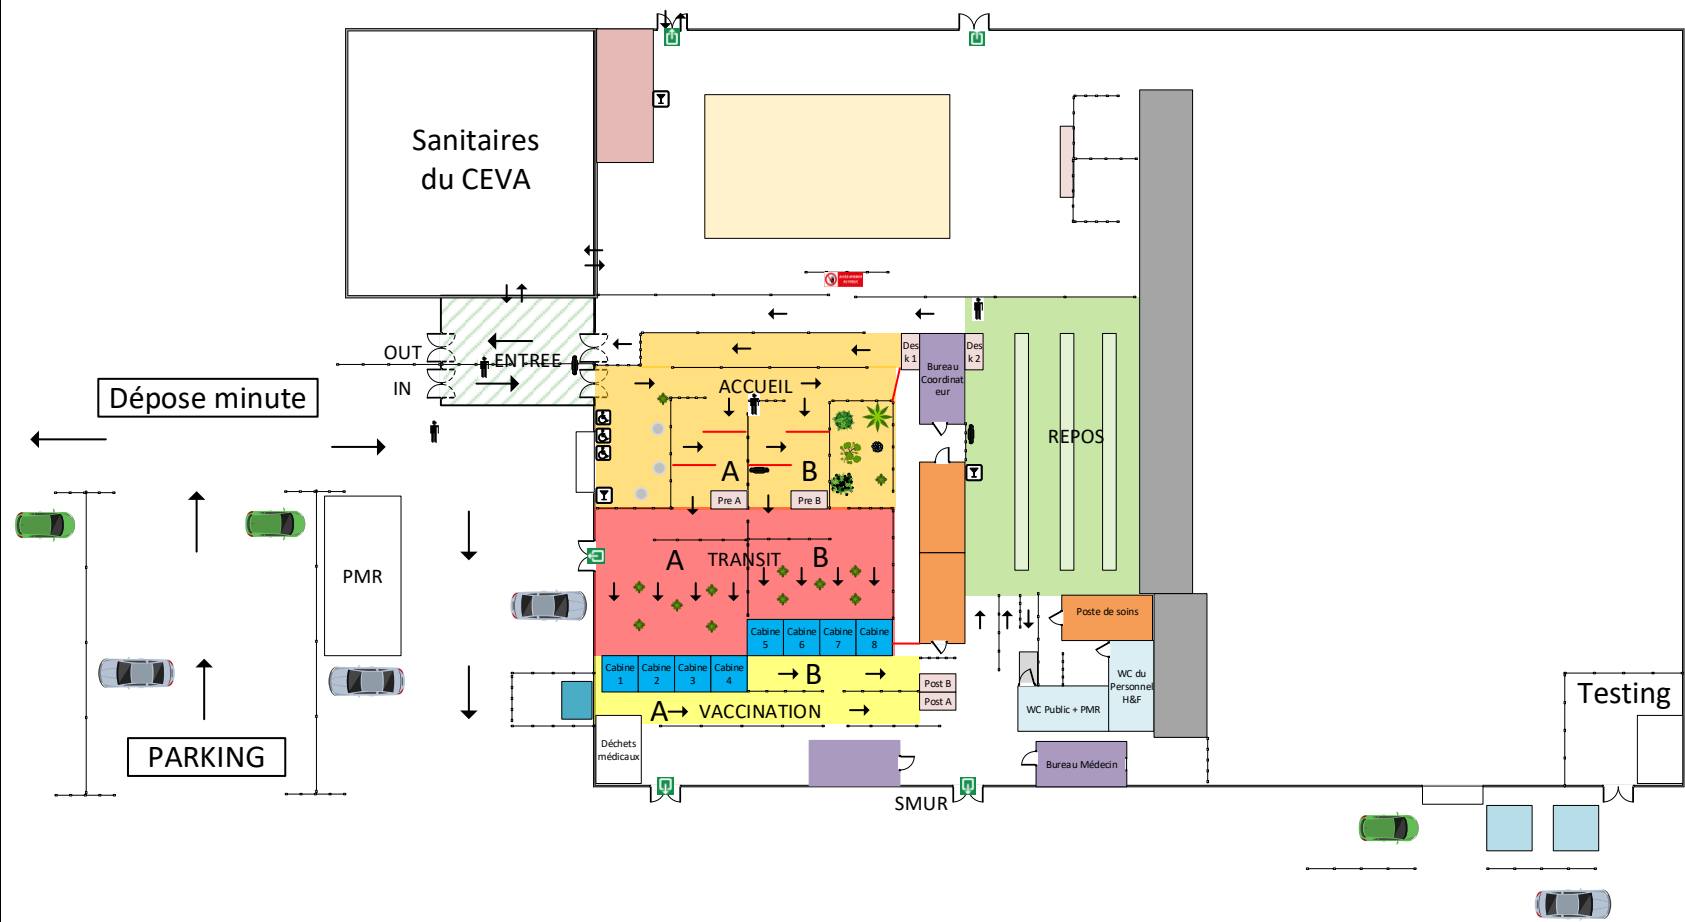 Sanitaires
du CEVA
OUT
ENTREE
IN
Dépose minute
ACCUEIL
Des
k 1
Bureau
Coordinat
eur
Des
k 2
REPOS
A
B
Pre A
Pre B
PMR
A
TRANSIT
B
Cabine
5
Cabine
6
Cabine
7
Cabine
8
Cabine
1
Cabine
2
Cabine
3
Cabine
4
B
A
VACCINATION
Post B
Post A
Poste de soins
WC du
Personnel
H&F
WC Public + PMR
Déchets
médicaux
Bureau Médecin
SMUR
PARKING
Testing